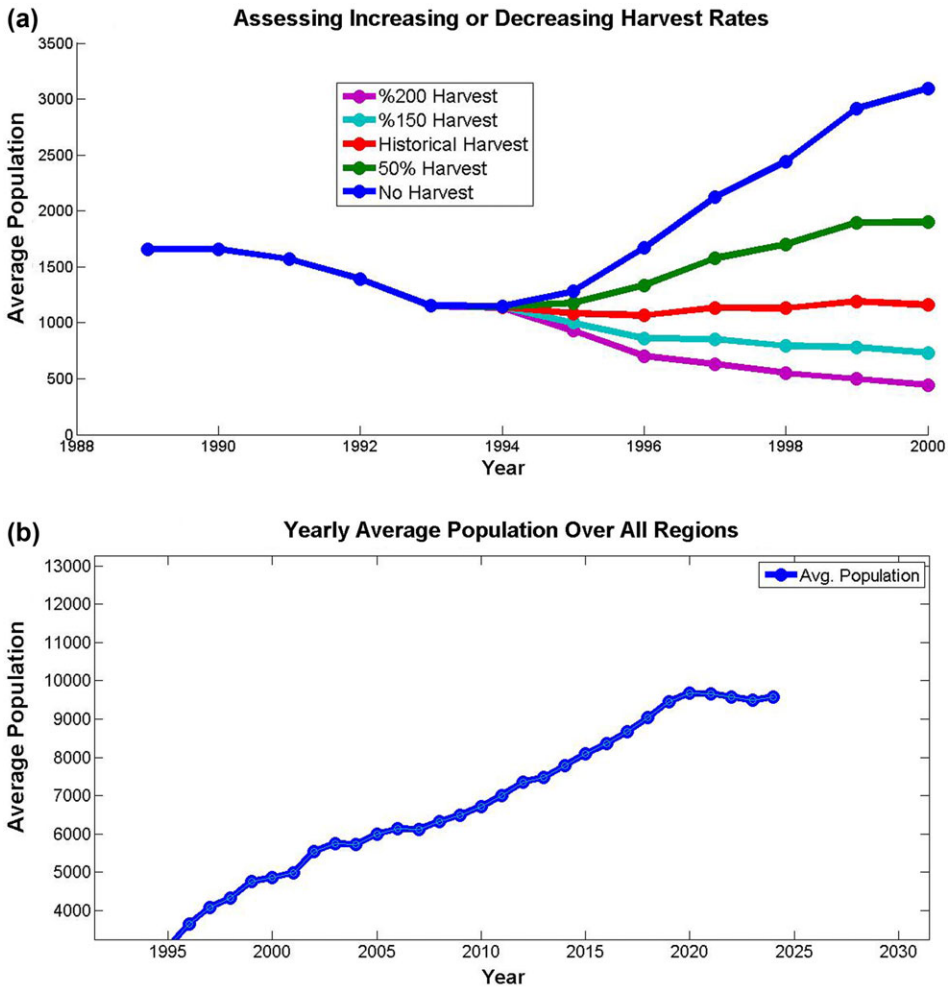 (a)
Assessing Increasing or Decreasing Harvest Rates
3500
3000
2500
2000
1500
1000
500
0
Average Population
%200 Harvest
%150 Harvest
Historical Harvest
50% Harvest
No Harvest
1988 1990 1992 1994 1996 1998 2000
Year
(b)
Yearly Average Population Over All Regions
13000
12000
11000
10000
9000
8000
7000
6000
5000
4000
Average Population
Avg. Population
1995 2000 2005 2010 2015 2020 2025 2030
Year